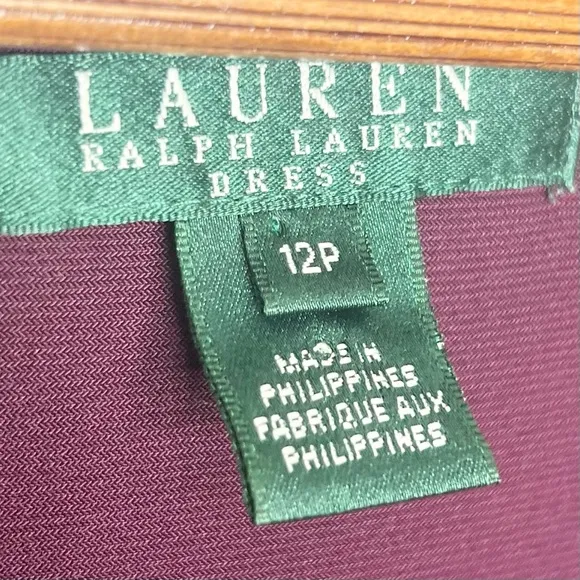 LAUREN
RALPH LAUREN
DRESS
12P
MADE IN
PHILIPPINES
FABRIQUE AUX
PHILIPPINES